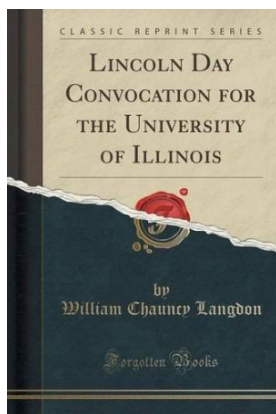 CLASSIC REPRINT SERIES
LINCOLN DAY
CONVOCATION FOR
THE UNIVERSITY
OF ILLINOIS
by
William Chauncy Langdon
Forgotten Books